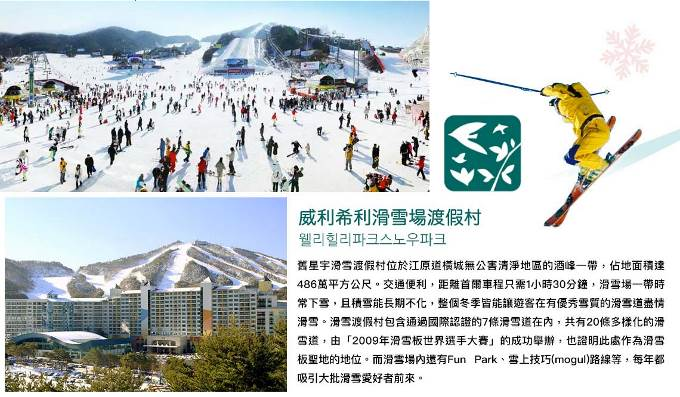 威利希利滑雪場渡假村
웰리힐리파크스노우파크
舊星宇滑雪渡假村位於江原道橫城無公害清淨地區的酒峰一帶，佔地面積達
486萬平方公尺。交通便利，距離首爾車程只需1小時30分鐘，滑雪場一帶時
常下雪，且積雪能長期不化，整個冬季皆能讓遊客在有優秀雪質的滑雪道盡情
滑雪。滑雪渡假村包含通過國際認證的7條滑雪道在內，共有20條多樣化的滑
雪道，由「2009年滑雪板世界選手大賽」的成功舉辦，也證明此處作為滑雪
板聖地的地位。而滑雪場內還有Fun Park、雪上技巧(mogul)路線等，每年都
吸引大批滑雪愛好者前來。